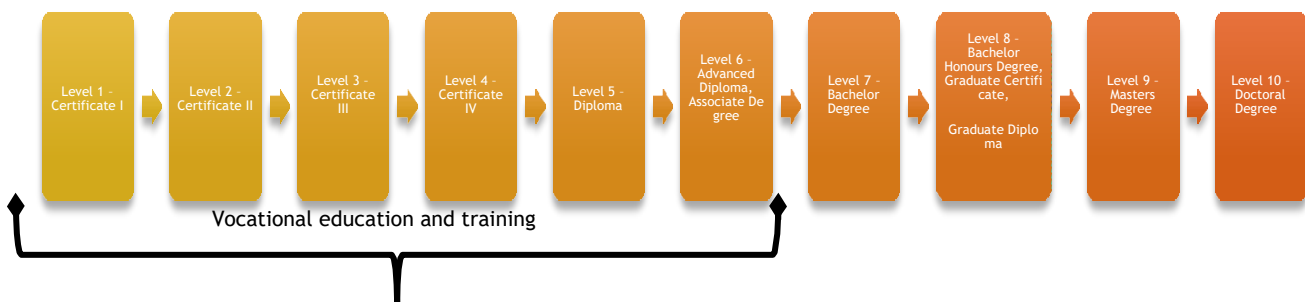 Level 1 –
Certificate I
Level 2 –
Certificate II
Level 3 –
Certificate
III
Level 4 –
Certificate
IV
Level 5 –
Diploma
Level 6 –
Advanced
Diploma,
Associate De
gree
Level 7 –
Bachelor
Degree
Level 8 –
Bachelor
Honours Degree,
Graduate Certifi
cate,
Graduate Diplo
ma
Level 9 –
Masters
Degree
Level 10 –
Doctoral
Degree
Vocational education and training